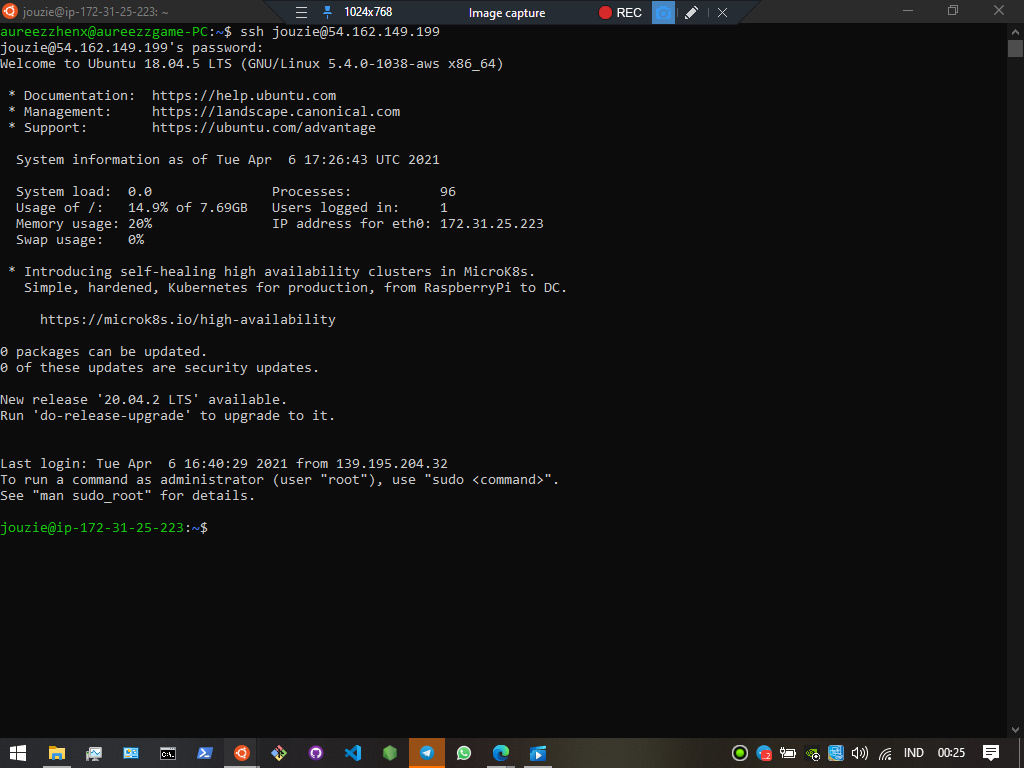 jouzie@ip-172-31-25-223: ~
1024x768
Image capture
REC
aureezzhenx@aureezzgame-PC:~$ ssh jouzie@54.162.149.199
jouzie@54.162.149.199's password:
Welcome to Ubuntu 18.04.5 LTS (GNU/Linux 5.4.0-1038-aws x86_64)
* Documentation:  https://help.ubuntu.com
* Management:     https://landscape.canonical.com
* Support:        https://ubuntu.com/advantage
System information as of Tue Apr  6 17:26:43 UTC 2021
System load:  0.0               Processes:           96
Usage of /:   14.9% of 7.69GB   Users logged in:     1
Memory usage: 20%               IP address for eth0: 172.31.25.223
Swap usage:   0%
* Introducing self-healing high availability clusters in MicroK8s.
Simple, hardened, Kubernetes for production, from RaspberryPi to DC.
https://microk8s.io/high-availability
0 packages can be updated.
0 of these updates are security updates.
New release '20.04.2 LTS' available.
Run 'do-release-upgrade' to upgrade to it.
Last login: Tue Apr  6 16:40:29 2021 from 139.195.204.32
To run a command as administrator (user "root"), use "sudo <command>".
See "man sudo_root" for details.
jouzie@ip-172-31-25-223:~$
IND
00:25